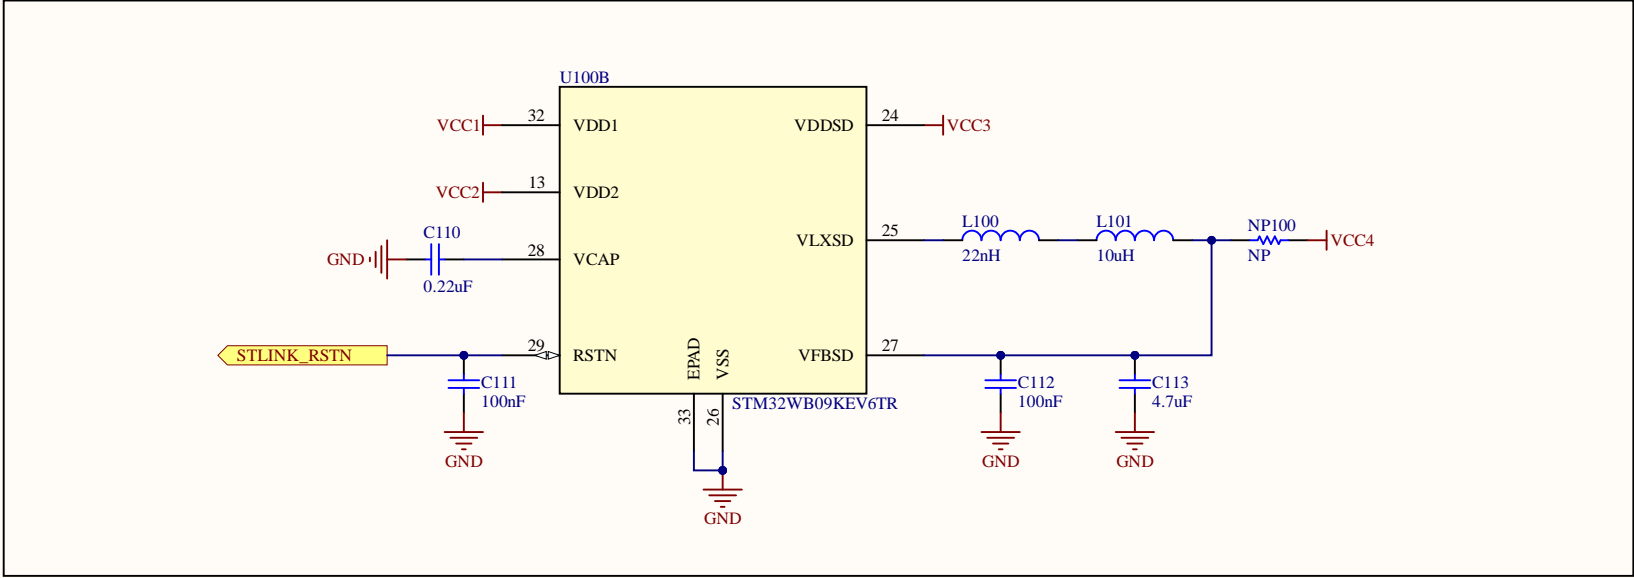 U100B
VCC1 32 VDD1 VDDSD 24 VCC3
VCC2 13 VDD2
C110
GND 28 VCAP
0.22uF
VLXSD 25 L100 L101 NP100 VCC4
22nH 10uH NP
STLINK_RSTN 29 RSTN EPAD VSS VFBSD 27
C111
100nF
GND
33 26
STM32WB09KEV6TR
GND
C112
100nF
GND
C113
4.7uF
GND